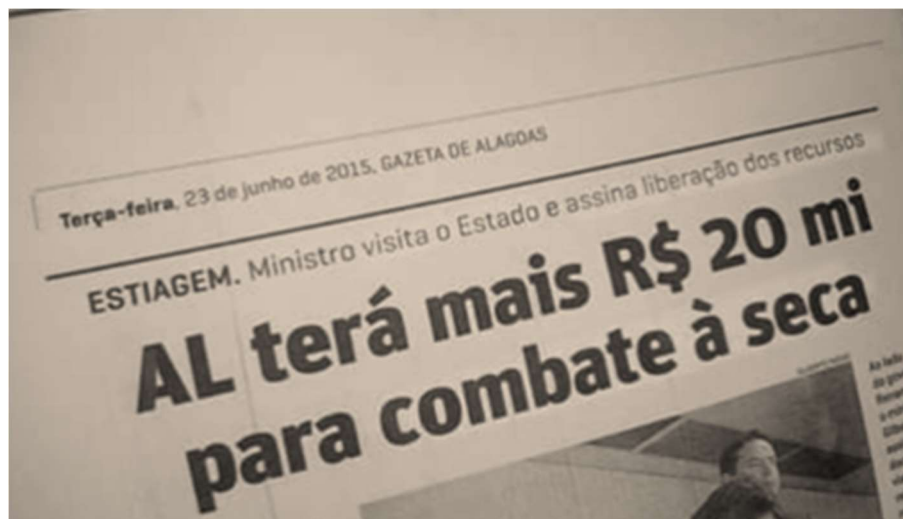 Terça-feira, 23 de junho de 2015, GAZETA DE ALAGOAS
ESTIAGEM. Ministro visita o Estado e assina liberação dos recursos
AL terá mais R$ 20 mi
para combate à seca